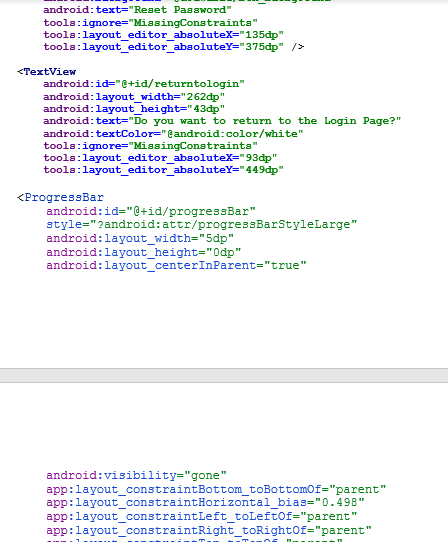 android:text="Reset Password"
tools:ignore="MissingConstraints"
tools:layout_editor_absoluteX="135dp"
tools:layout_editor_absoluteY="375dp" />
<TextView
android:id="@+id/returntologin"
android:layout_width="262dp"
android:layout_height="43dp"
android:text="Do you want to return to the Login Page?"
android:textColor="@android:color/white"
tools:ignore="MissingConstraints"
tools:layout_editor_absoluteX="93dp"
tools:layout_editor_absoluteY="449dp"
<ProgressBar
android:id="@+id/progressBar"
style="?android:attr/progressBarStyleLarge"
android:layout_width="5dp"
android:layout_height="0dp"
android:layout_centerInParent="true"
android:visibility="gone"
app:layout_constraintBottom_toBottomOf="parent"
app:layout_constraintHorizontal_bias="0.498"
app:layout_constraintLeft_toLeftOf="parent"
app:layout_constraintRight_toRightOf="parent"